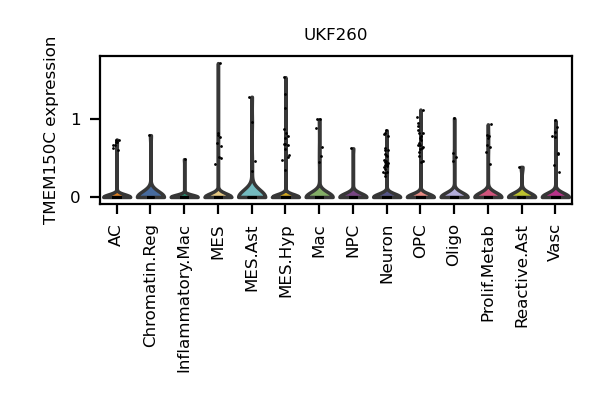 UKF260
TMEM150C expression
1
0
AC
Chromatin.Reg
Inflammatory.Mac
MES
MES.Ast
MES.Hyp
Mac
NPC
Neuron
OPC
Oligo
Prolif.Metab
Reactive.Ast
Vasc